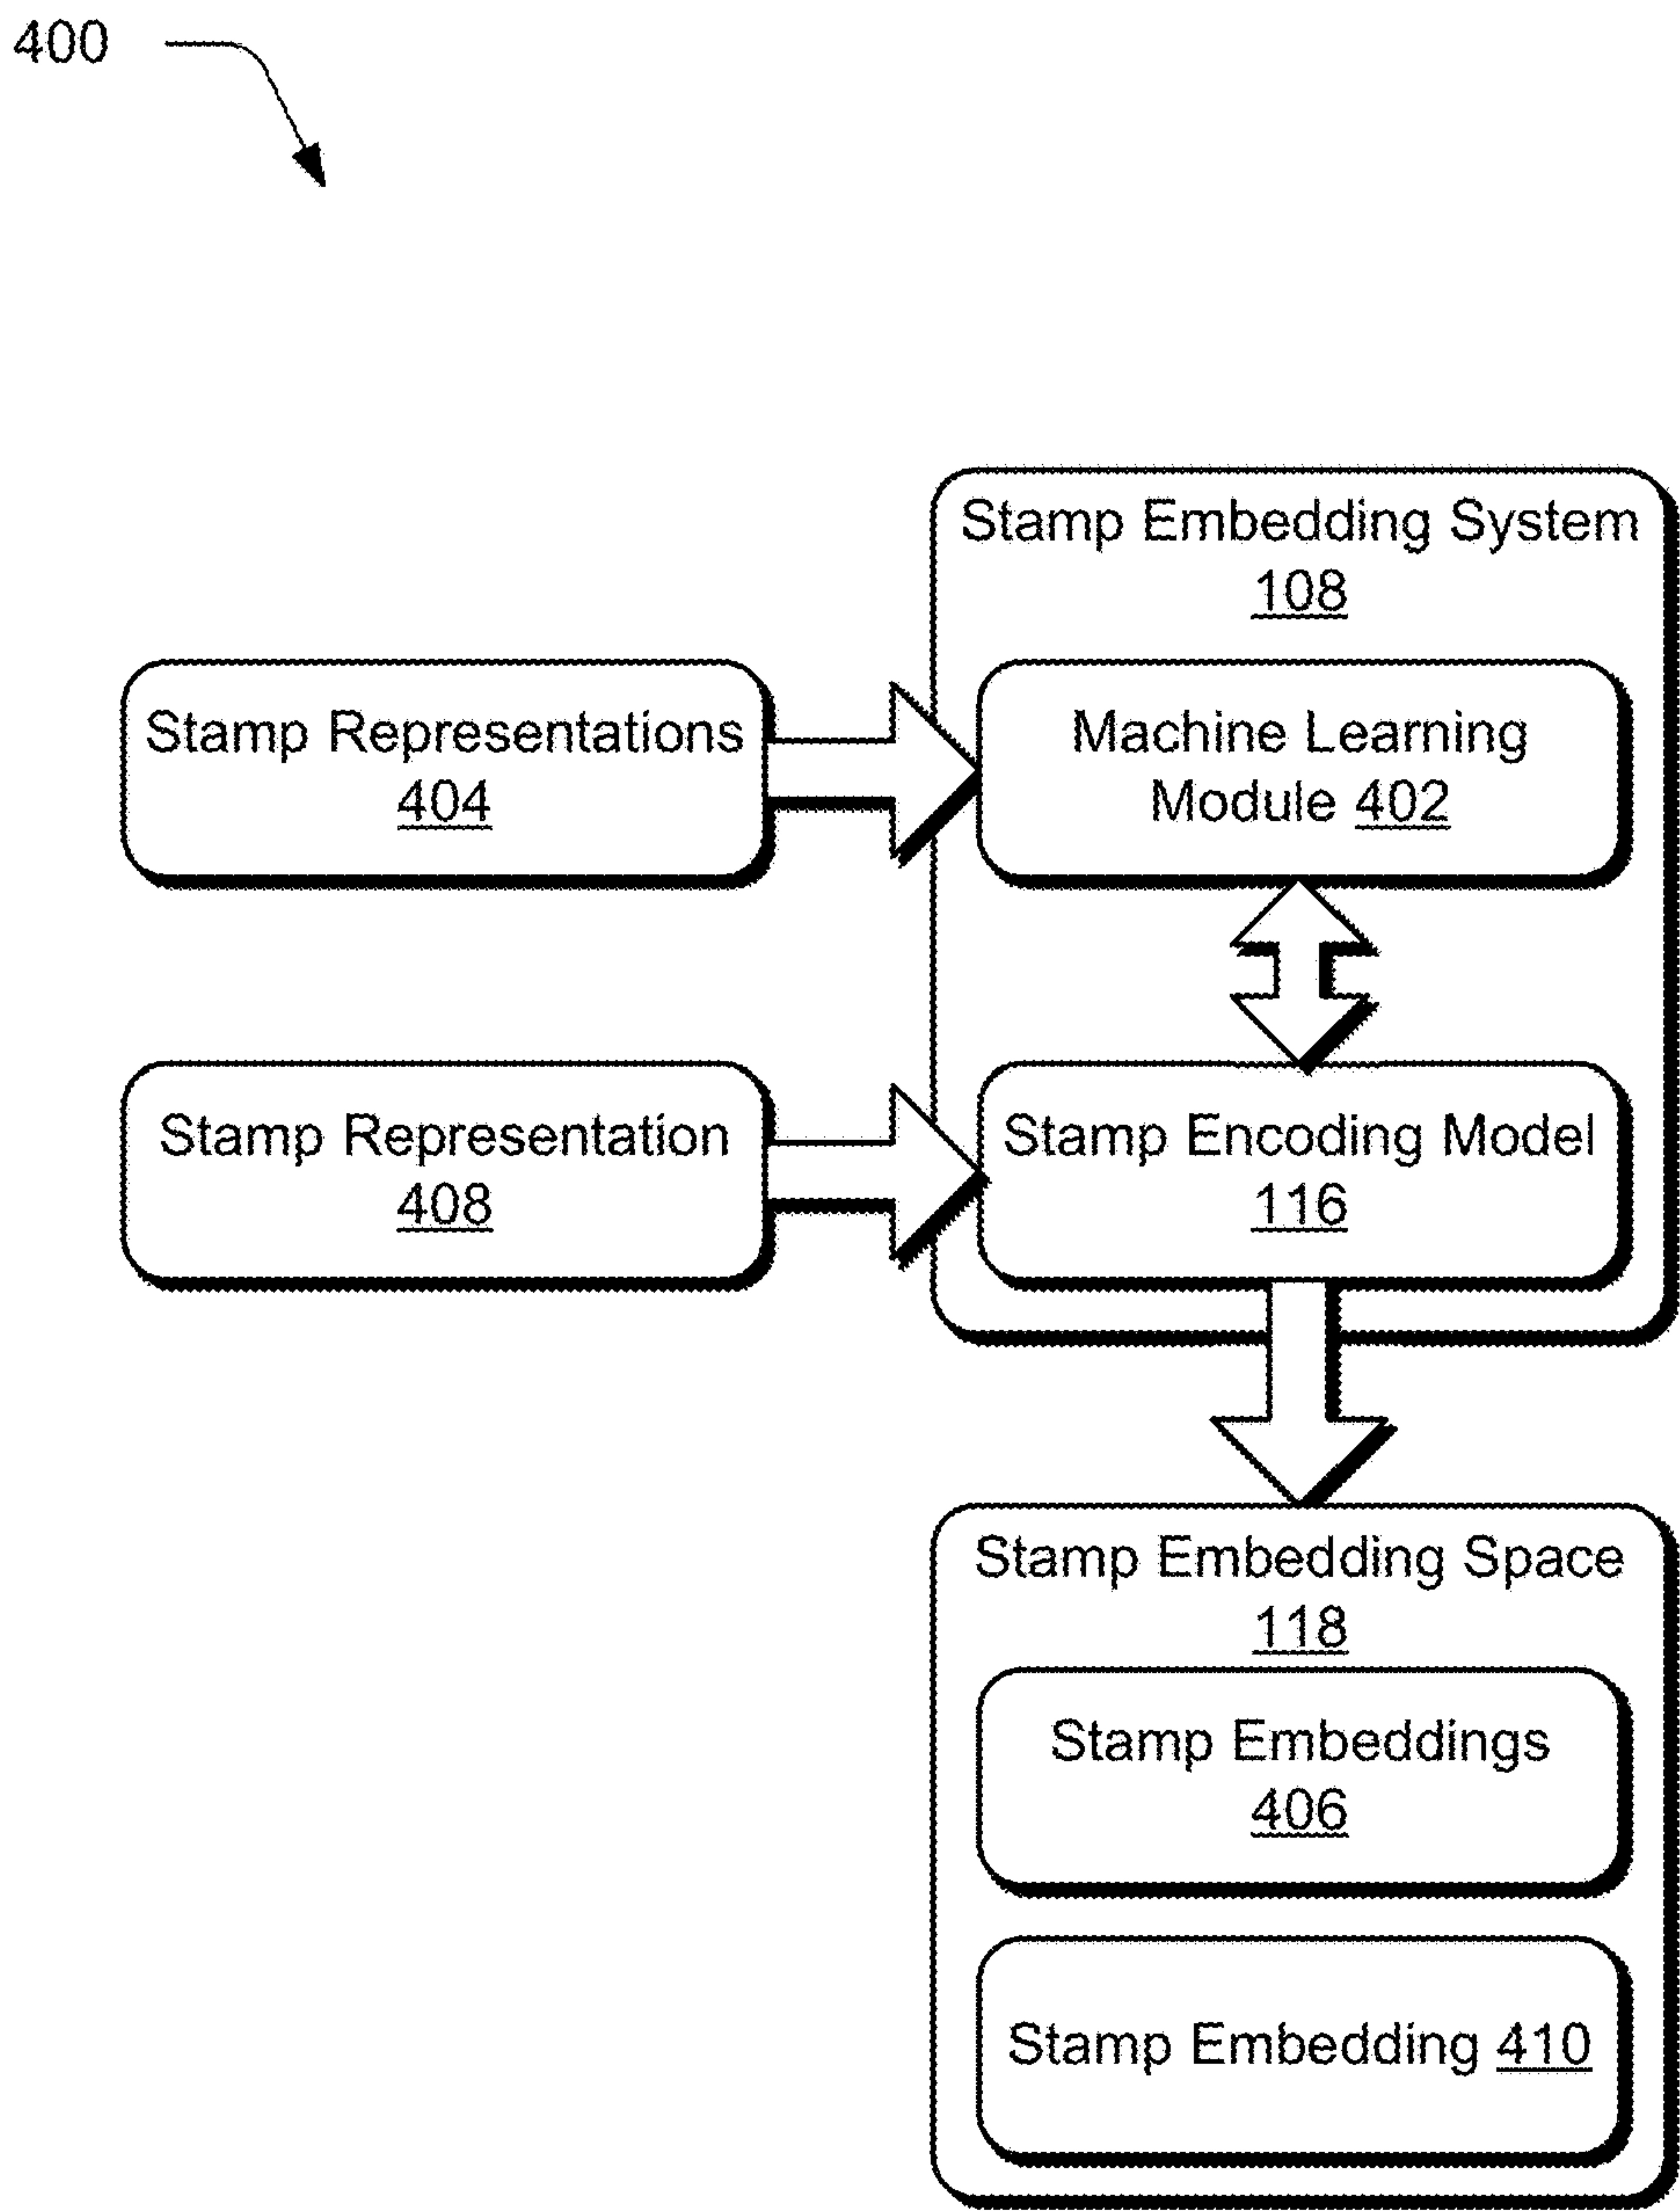 400
Stamp Embedding System
108
Stamp Representations
404
Machine Learning
Module 402
Stamp Representation
408
Stamp Encoding Model
116
Stamp Embedding Space
118
Stamp Embeddings
406
Stamp Embedding 410